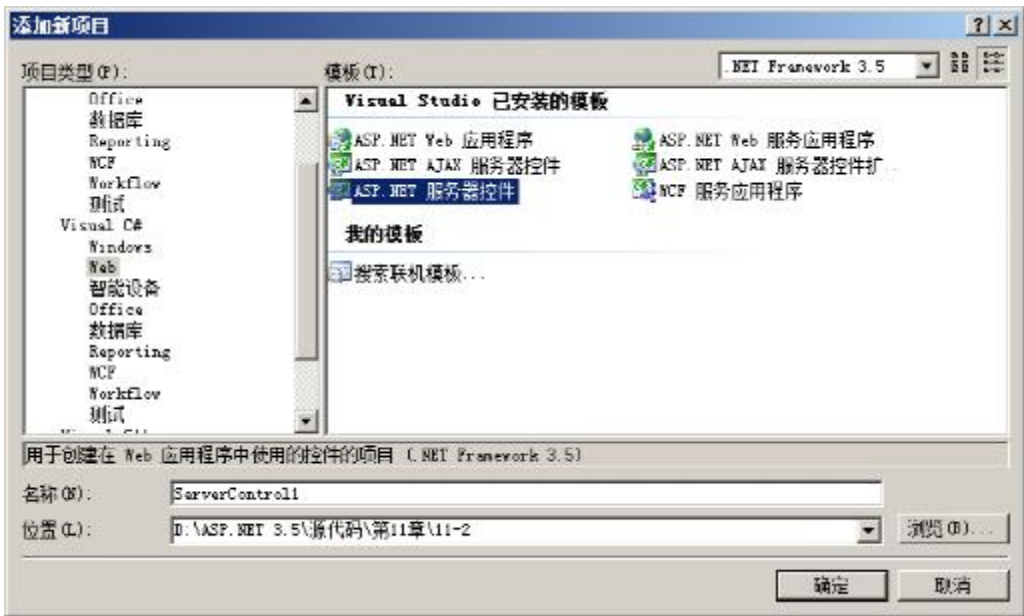 添加新项目
项目类型(P):
模板(T):
.NET Framework 3.5
Office
数据库
Reporting
WCF
Workflow
测试
Visual C#
Windows
Web
智能设备
Office
数据库
Reporting
WCF
Workflow
测试
Visual Studio 已安装的模板
ASP.NET Web 应用程序
ASP.NET Web 服务应用程序
ASP.NET AJAX 服务器控件
ASP.NET AJAX 服务器控件扩...
ASP.NET 服务器控件
WCF 服务应用程序
我的模板
搜索联机模板...
用于创建在 Web 应用程序中使用的控件的项目 (.NET Framework 3.5)
名称(N):
ServerControl1
位置(L):
D:\ASP.NET 3.5\源代码\第11章\11-2
浏览(B)...
确定
取消